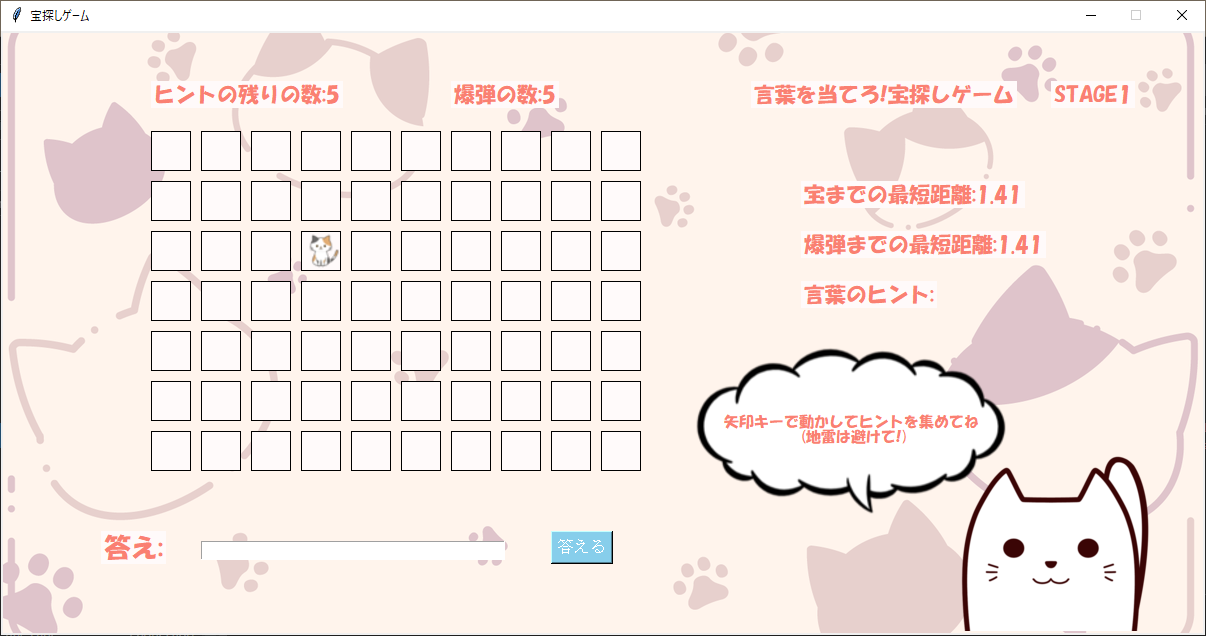 宝探しゲーム
ヒントの残りの数:5
爆弾の数:5
言葉を当てろ!宝探しゲーム
STAGE1
宝までの最短距離:1.41
爆弾までの最短距離:1.41
言葉のヒント:
矢印キーで動かしてヒントを集めてね
(地雷は避けて!)
答え:
答える